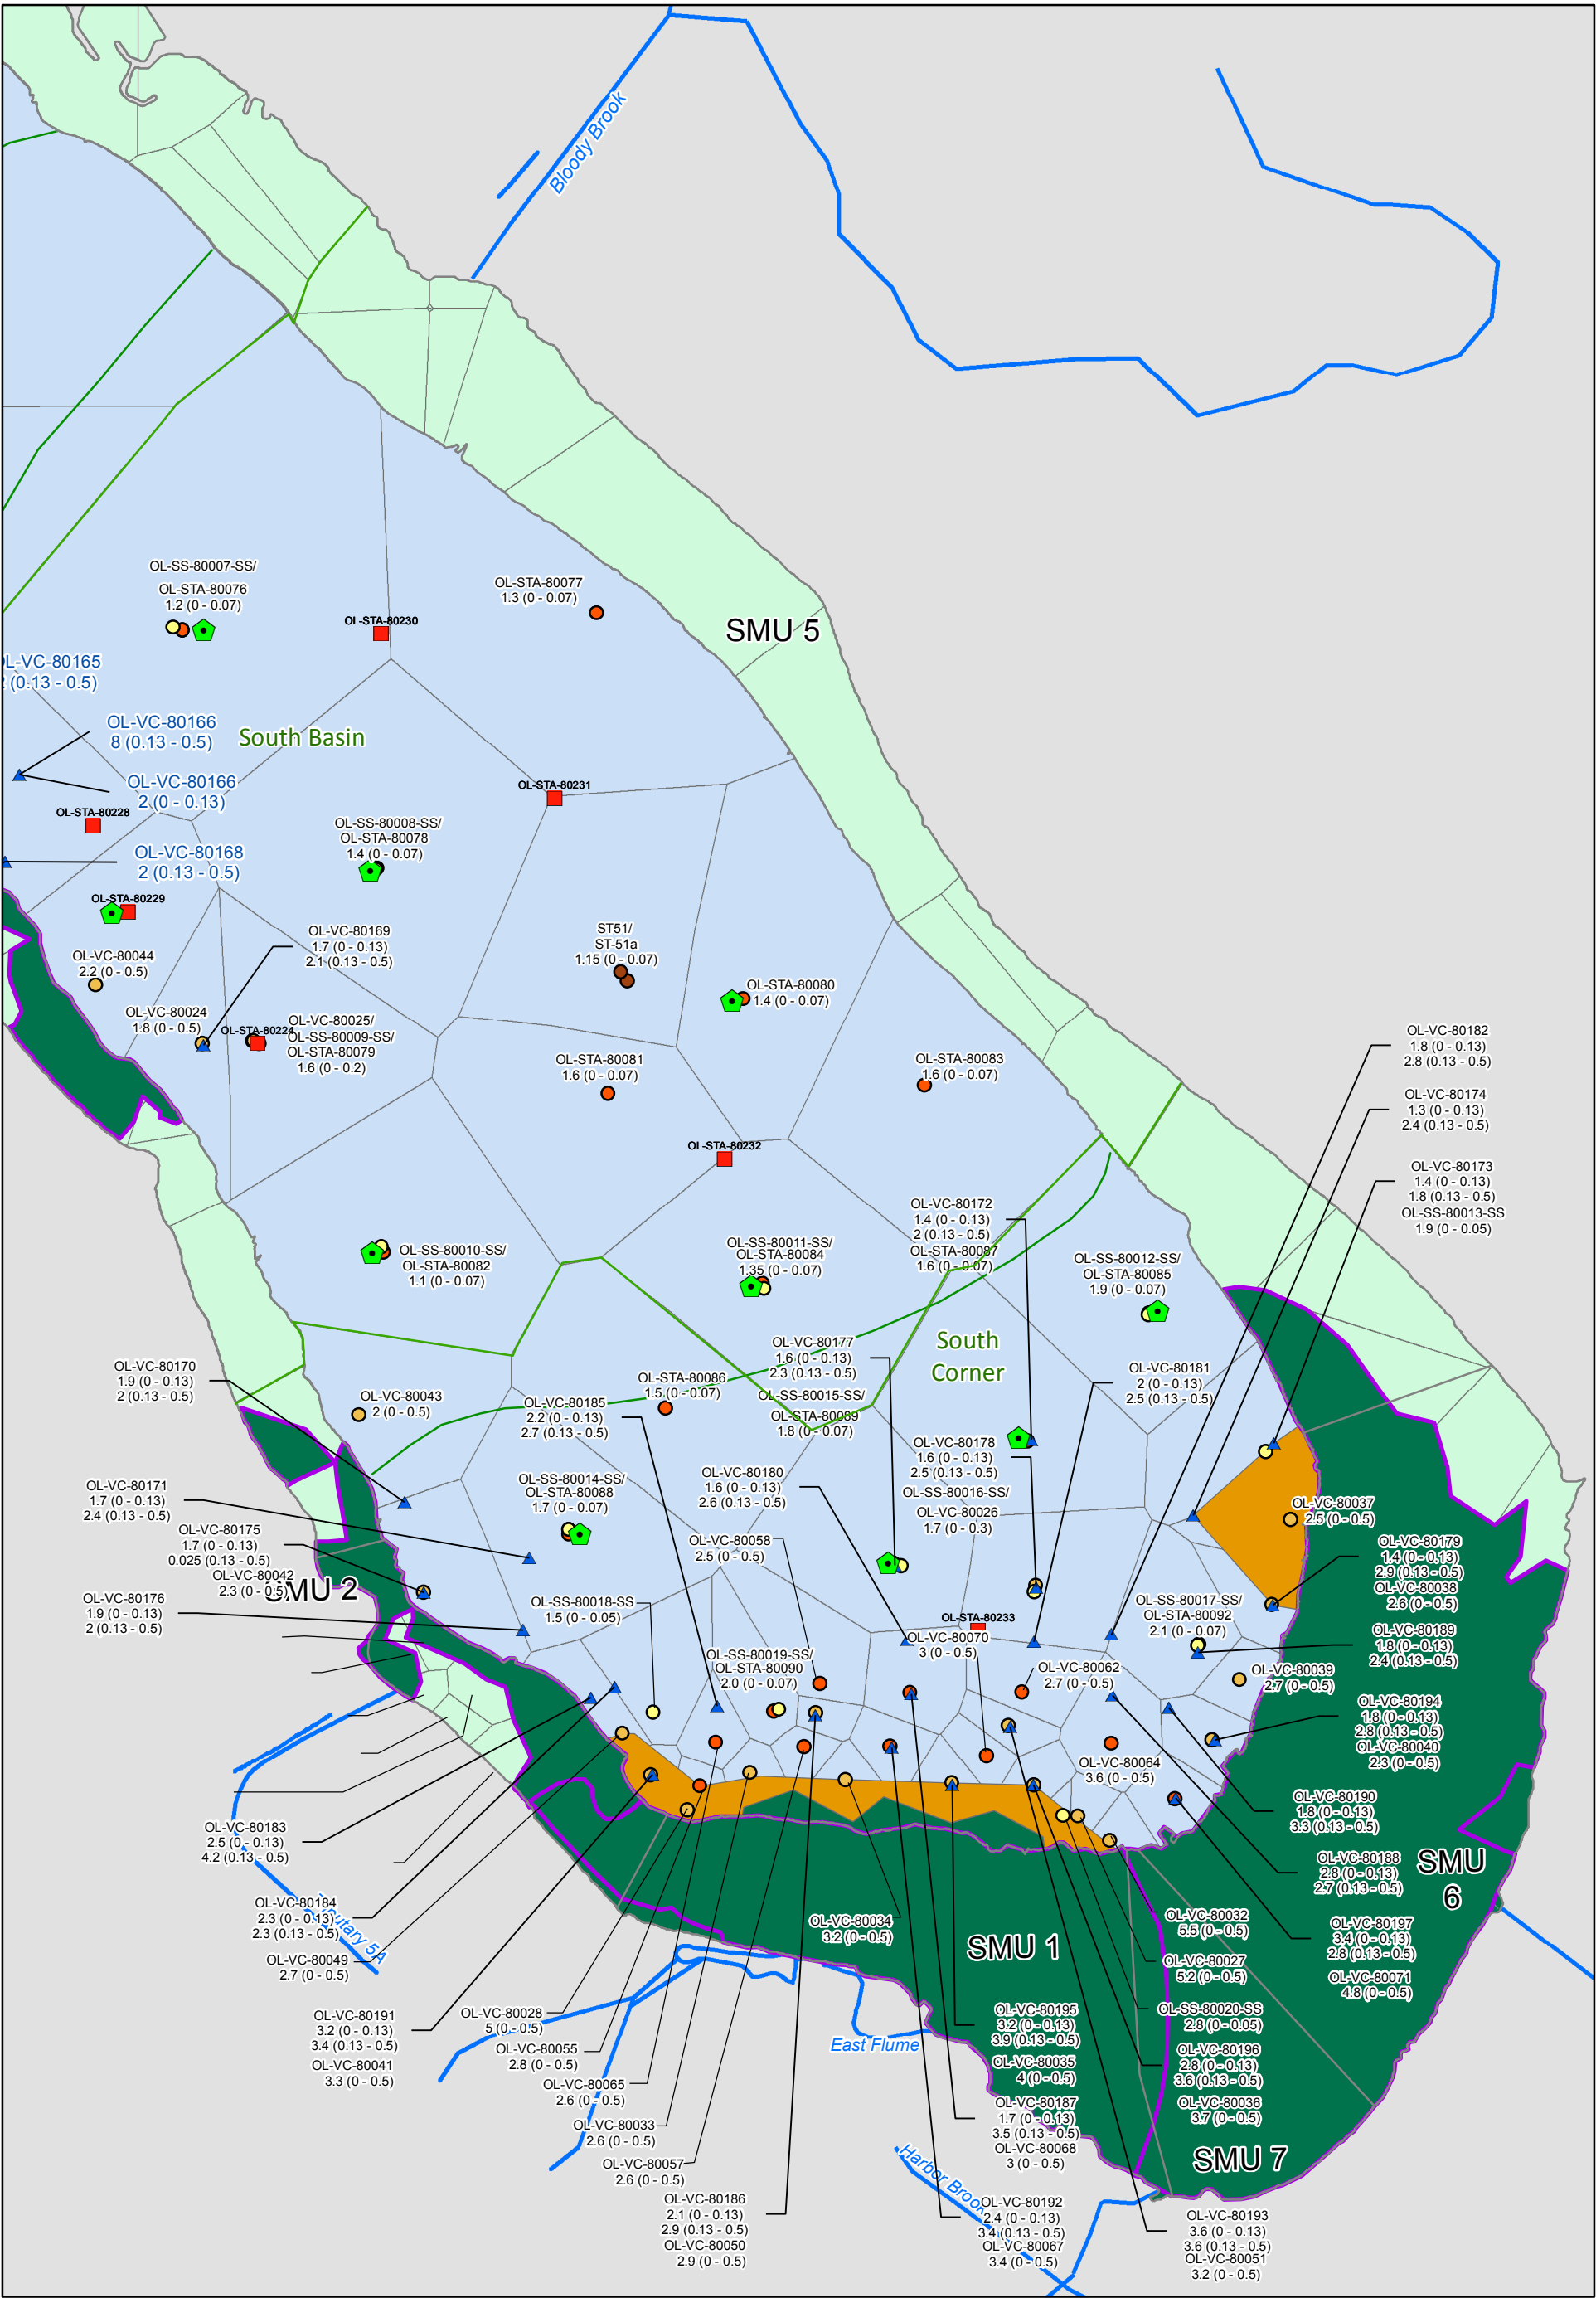 Bloody Brook
OL-SS-80007-SS/
OL-STA-80076
1.2 (0 - 0.07)
OL-STA-80077
1.3 (0 - 0.07)
OL-STA-80230
SMU 5
L-VC-80165
(0.13 - 0.5)
OL-VC-80166
8 (0.13 - 0.5)
South Basin
OL-VC-80166
2 (0 - 0.13)
OL-STA-80231
OL-STA-80228
OL-SS-80008-SS/
OL-STA-80078
1.4 (0 - 0.07)
OL-VC-80168
2 (0.13 - 0.5)
OL-STA-80229
OL-VC-80169
1.7 (0 - 0.13)
2.1 (0.13 - 0.5)
ST51/
ST-51a
1.15 (0 - 0.07)
OL-VC-80044
2.2 (0 - 0.5)
OL-STA-80080
1.4 (0 - 0.07)
OL-VC-80024
1.8 (0 - 0.5)
OL-STA-80224
OL-VC-80025/
OL-SS-80009-SS/
OL-STA-80079
1.6 (0 - 0.2)
OL-STA-80081
1.6 (0 - 0.07)
OL-STA-80083
1.6 (0 - 0.07)
OL-VC-80182
1.8 (0 - 0.13)
2.8 (0.13 - 0.5)
OL-VC-80174
1.3 (0 - 0.13)
2.4 (0.13 - 0.5)
OL-STA-80232
OL-VC-80173
1.4 (0 - 0.13)
1.8 (0.13 - 0.5)
OL-SS-80013-SS
1.9 (0 - 0.05)
OL-VC-80172
1.4 (0 - 0.13)
2 (0.13 - 0.5)
OL-STA-80087
1.6 (0 - 0.07)
OL-SS-80010-SS/
OL-STA-80082
1.1 (0 - 0.07)
OL-SS-80011-SS/
OL-STA-80084
1.35 (0 - 0.07)
OL-SS-80012-SS/
OL-STA-80085
1.9 (0 - 0.07)
South
Corner
OL-VC-80177
1.6 (0 - 0.13)
2.3 (0.13 - 0.5)
OL-VC-80170
1.9 (0 - 0.13)
2 (0.13 - 0.5)
OL-VC-80181
2 (0 - 0.13)
2.5 (0.13 - 0.5)
OL-STA-80086
1.5 (0 - 0.07)
OL-VC-80043
2 (0 - 0.5)
OL-VC-80185
2.2 (0 - 0.13)
2.7 (0.13 - 0.5)
OL-SS-80015-SS/
OL-STA-80089
1.8 (0 - 0.07)
OL-VC-80178
1.6 (0 - 0.13)
2.5 (0.13 - 0.5)
OL-SS-80016-SS/
OL-VC-80026
1.7 (0 - 0.3)
OL-VC-80180
1.6 (0 - 0.13)
2.6 (0.13 - 0.5)
OL-SS-80014-SS/
OL-STA-80088
1.7 (0 - 0.07)
OL-VC-80171
1.7 (0 - 0.13)
2.4 (0.13 - 0.5)
OL-VC-80037
2.5 (0 - 0.5)
OL-VC-80175
1.7 (0 - 0.13)
0.025 (0.13 - 0.5)
OL-VC-80042
2.3 (0 - 0.5)
SMU 2
OL-VC-80058
2.5 (0 - 0.5)
OL-VC-80179
1.4 (0 - 0.13)
2.9 (0.13 - 0.5)
OL-VC-80038
2.6 (0 - 0.5)
OL-VC-80176
1.9 (0 - 0.13)
2 (0.13 - 0.5)
OL-SS-80018-SS
1.5 (0 - 0.05)
OL-SS-80017-SS/
OL-STA-80092
2.1 (0 - 0.07)
OL-STA-80233
OL-VC-80070
3 (0 - 0.5)
OL-VC-80189
1.8 (0 - 0.13)
2.4 (0.13 - 0.5)
OL-SS-80019-SS/
OL-STA-80090
2.0 (0 - 0.07)
OL-VC-80062
2.7 (0 - 0.5)
OL-VC-80039
2.7 (0 - 0.5)
OL-VC-80194
1.8 (0 - 0.13)
2.8 (0.13 - 0.5)
OL-VC-80040
2.3 (0 - 0.5)
OL-VC-80064
3.6 (0 - 0.5)
OL-VC-80190
1.8 (0 - 0.13)
3.3 (0.13 - 0.5)
OL-VC-80183
2.5 (0 - 0.13)
4.2 (0.13 - 0.5)
OL-VC-80188
2.8 (0 - 0.13)
2.7 (0.13 - 0.5)
SMU
6
OL-VC-80184
2.3 (0 - 0.13)
2.3 (0.13 - 0.5)
utary 5A
OL-VC-80034
3.2 (0 - 0.5)
OL-VC-80032
5.5 (0 - 0.5)
OL-VC-80197
3.4 (0 - 0.13)
2.8 (0.13 - 0.5)
OL-VC-80071
4.8 (0 - 0.5)
SMU 1
OL-VC-80049
2.7 (0 - 0.5)
OL-VC-80027
5.2 (0 - 0.5)
OL-VC-80191
3.2 (0 - 0.13)
3.4 (0.13 - 0.5)
OL-VC-80041
3.3 (0 - 0.5)
OL-VC-80028
5 (0 - 0.5)
OL-VC-80195
3.2 (0 - 0.13)
3.9 (0.13 - 0.5)
OL-VC-80035
4 (0 - 0.5)
OL-SS-80020-SS
2.8 (0 - 0.05)
East Flume
OL-VC-80055
2.8 (0 - 0.5)
OL-VC-80196
2.8 (0 - 0.13)
3.6 (0.13 - 0.5)
OL-VC-80036
3.7 (0 - 0.5)
OL-VC-80065
2.6 (0 - 0.5)
OL-VC-80187
1.7 (0 - 0.13)
3.5 (0.13 - 0.5)
OL-VC-80068
3 (0 - 0.5)
OL-VC-80033
2.6 (0 - 0.5)
SMU 7
OL-VC-80057
2.6 (0 - 0.5)
Harbor Brook
OL-VC-80186
2.1 (0 - 0.13)
2.9 (0.13 - 0.5)
OL-VC-80050
2.9 (0 - 0.5)
OL-VC-80192
2.4 (0 - 0.13)
3.4 (0.13 - 0.5)
OL-VC-80067
3.4 (0 - 0.5)
OL-VC-80193
3.6 (0 - 0.13)
3.6 (0.13 - 0.5)
OL-VC-80051
3.2 (0 - 0.5)